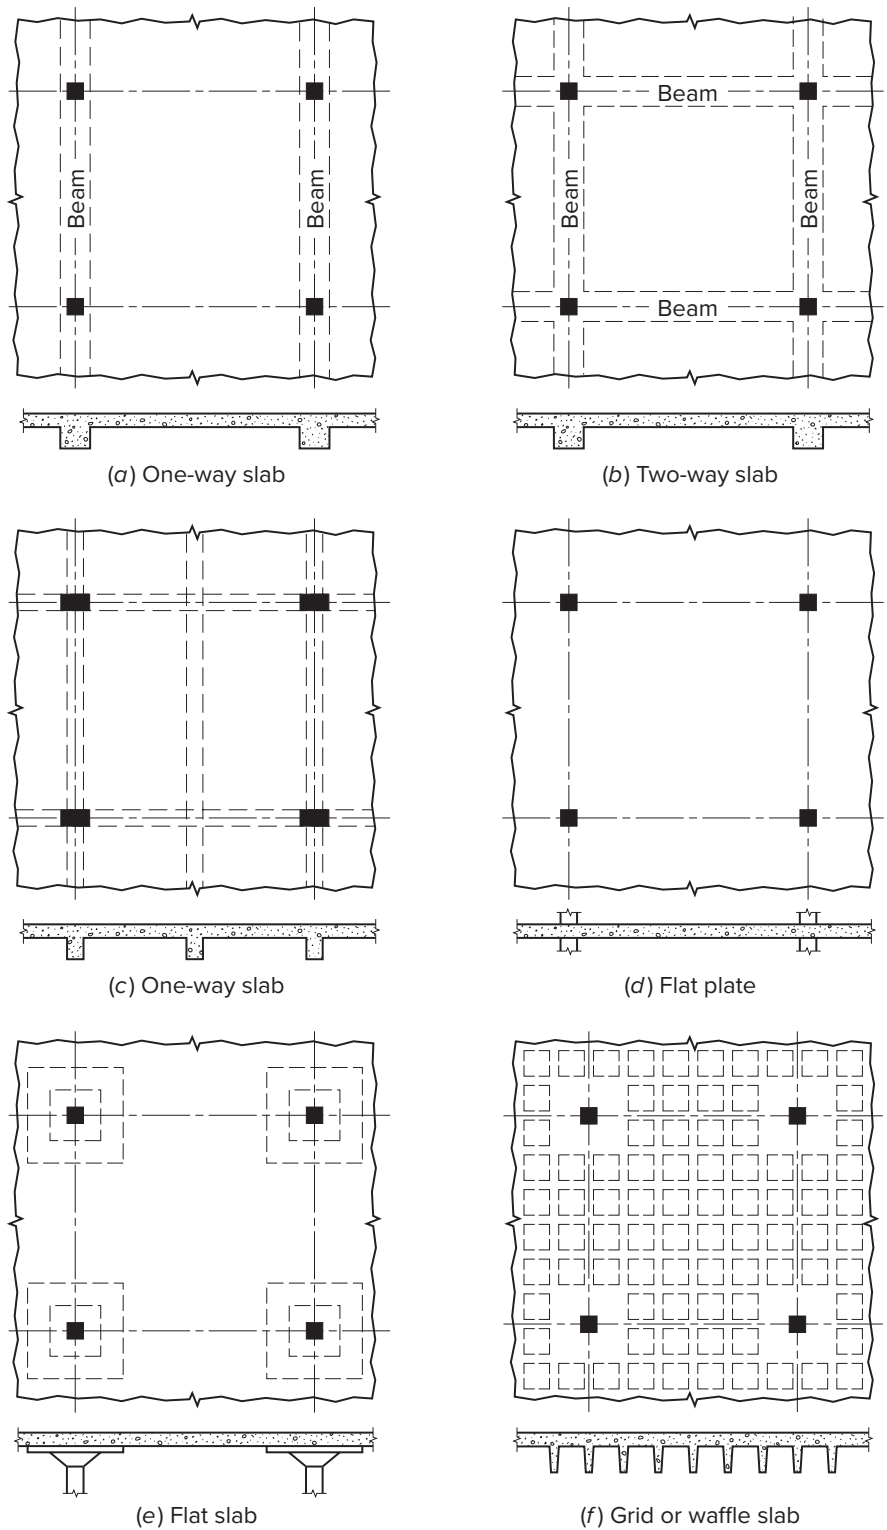 Beam
Beam
Beam
Beam
Beam
Beam
(a) One-way slab
(b) Two-way slab
(c) One-way slab
(d) Flat plate
(e) Flat slab
(f) Grid or waffle slab